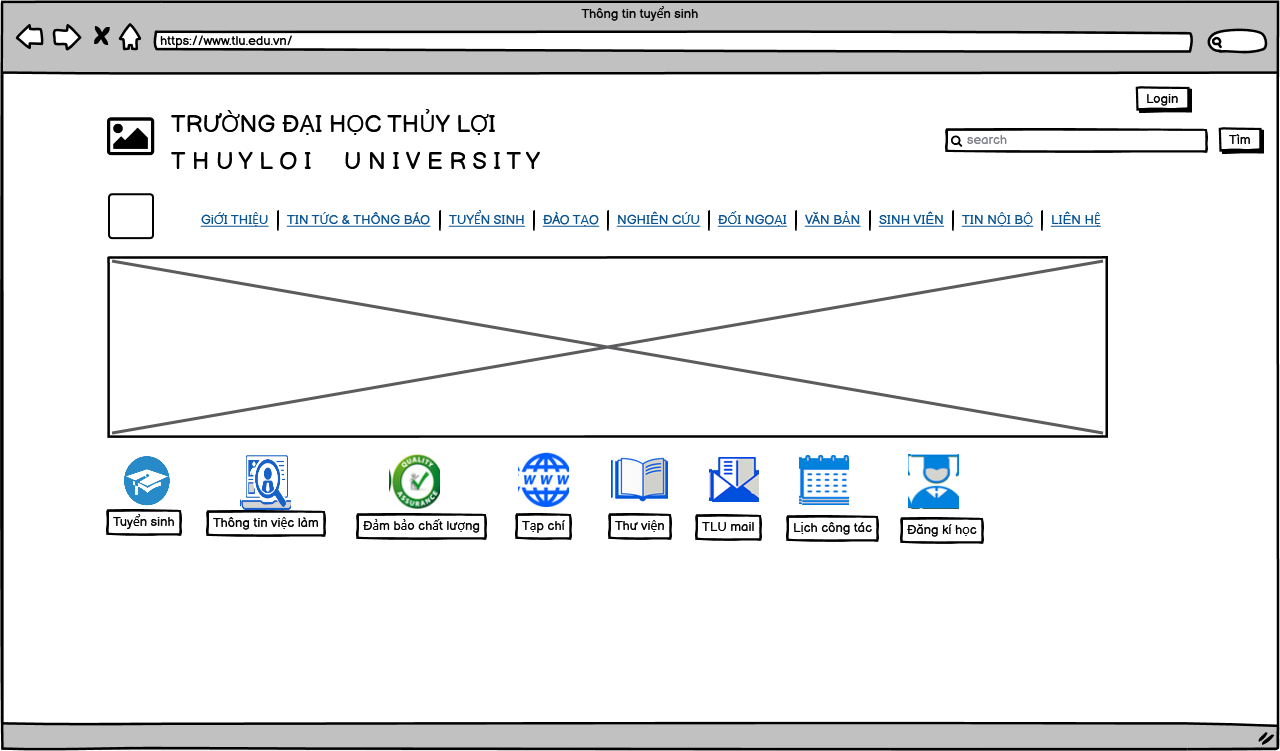 Thông tin tuyển sinh
https://www.tlu.edu.vn/
Login
TRƯỜNG ĐẠI HỌC THỦY LỢI
search
Tìm
THUYLOI UNIVERSITY
GIỚI THIỆU | TIN TỨC & THÔNG BÁO | TUYỂN SINH | ĐÀO TẠO | NGHIÊN CỨU | ĐỐI NGOẠI | VĂN BẢN | SINH VIÊN | TIN NỘI BỘ | LIÊN HỆ
QUALITY
ASSURANCE
WWW
Tuyển sinh
Thông tin việc làm
Đảm bảo chất lượng
Tạp chí
Thư viện
TLU mail
Lịch công tác
Đăng kí học